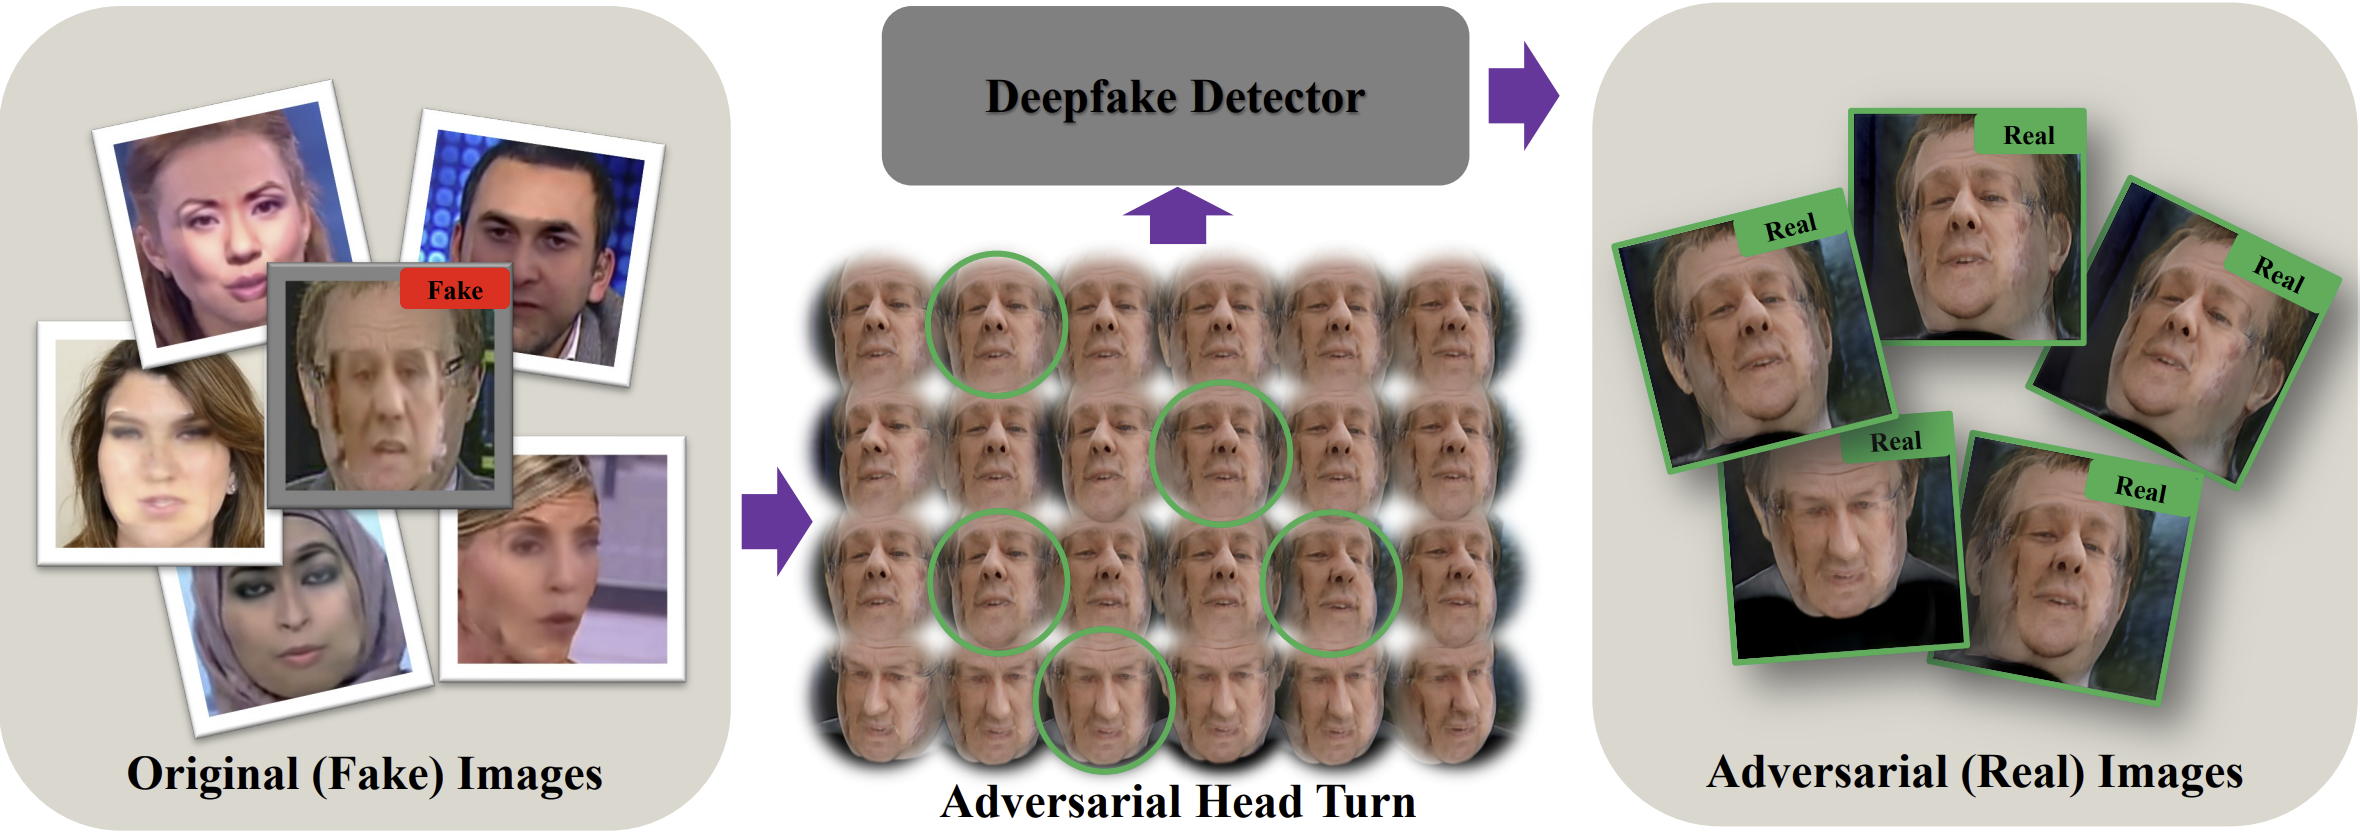 Fake
Original (Fake) Images
Deepfake Detector
Adversarial Head Turn
Real
Real
Real
Real
Real
Adversarial (Real) Images